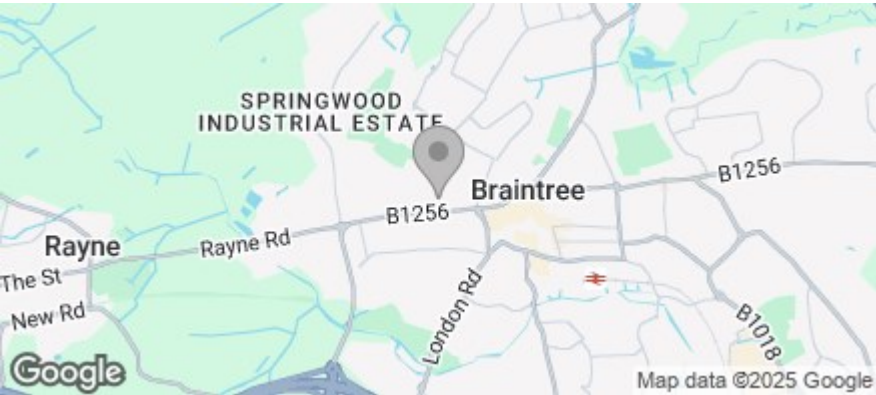 SPRINGWOOD
INDUSTRIAL ESTATE
B1256
Braintree
B1256
Rayne
Rayne Rd
The St
New Rd
London Rd
B1018
Google
Map data ©2025 Google